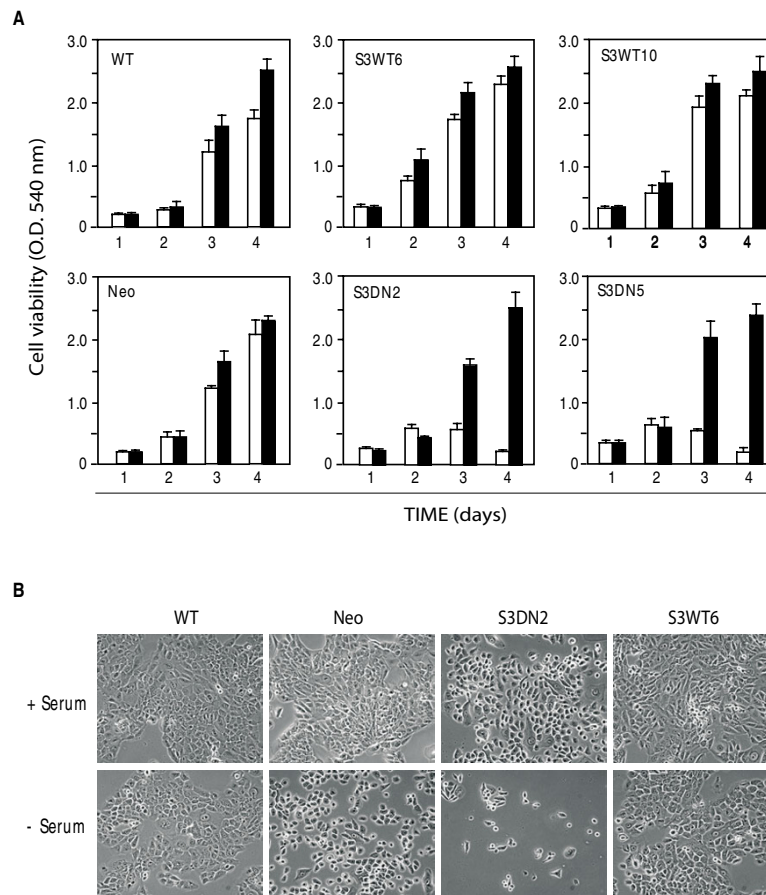 A
Cell viability (O.D. 540 nm)
WT
3.0
2.0
1.0
0
1 2 3 4
S3WT6
3.0
2.0
1.0
0
1 2 3 4
S3WT10
3.0
2.0
1.0
0
1 2 3 4
Neo
3.0
2.0
1.0
0
1 2 3 4
S3DN2
3.0
2.0
1.0
0
1 2 3 4
S3DN5
3.0
2.0
1.0
0
1 2 3 4
TIME (days)
B
WT Neo S3DN2 S3WT6
+ Serum
- Serum